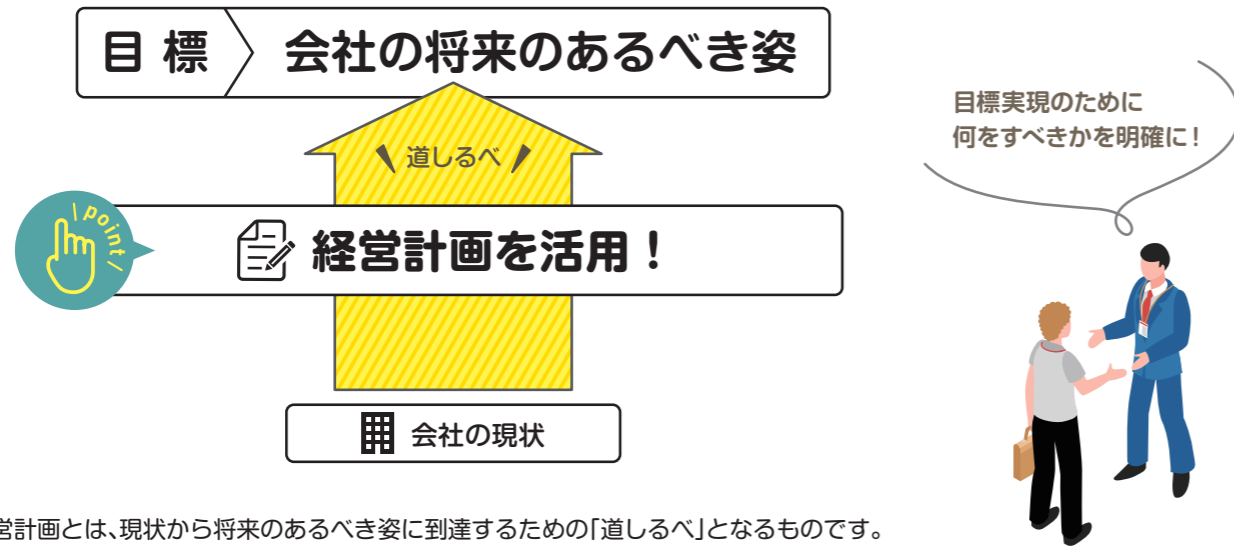 目標 会社の将来のあるべき姿
道しるべ
目標実現のために
何をすべきかを明確に！
point
経営計画を活用！
会社の現状
営計画とは、現状から将来のあるべき姿に到達するための「道しるべ」となるものです。